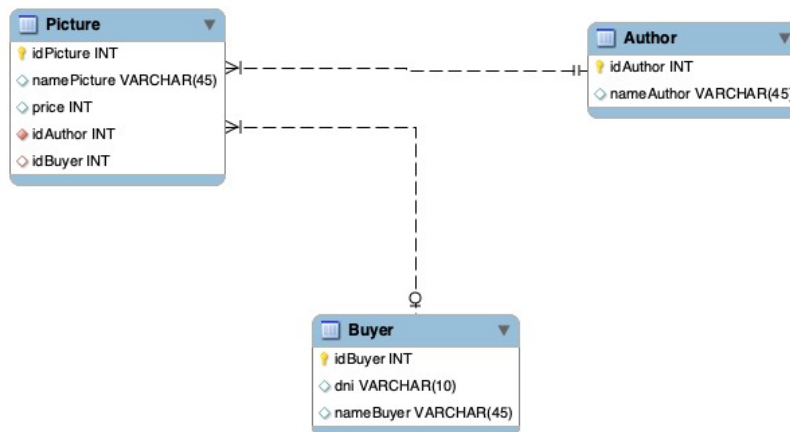 Picture
idPicture INT
namePicture VARCHAR(45)
price INT
idAuthor INT
idBuyer INT
Author
idAuthor INT
nameAuthor VARCHAR(45)
Buyer
idBuyer INT
dni VARCHAR(10)
nameBuyer VARCHAR(45)